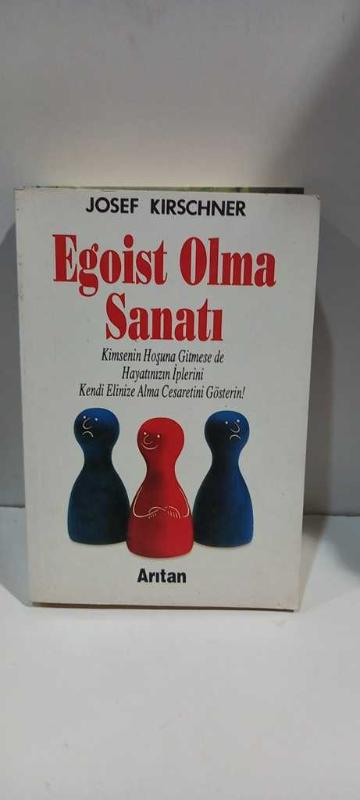 JOSEF KIRSCHNER
Egoist Olma
Sanatı
Kimsenin Hoşuna Gitmese de
Hayatınızın İplerini
Kendi Elinize Alma Cesaretini Gösterin!
Arıtan